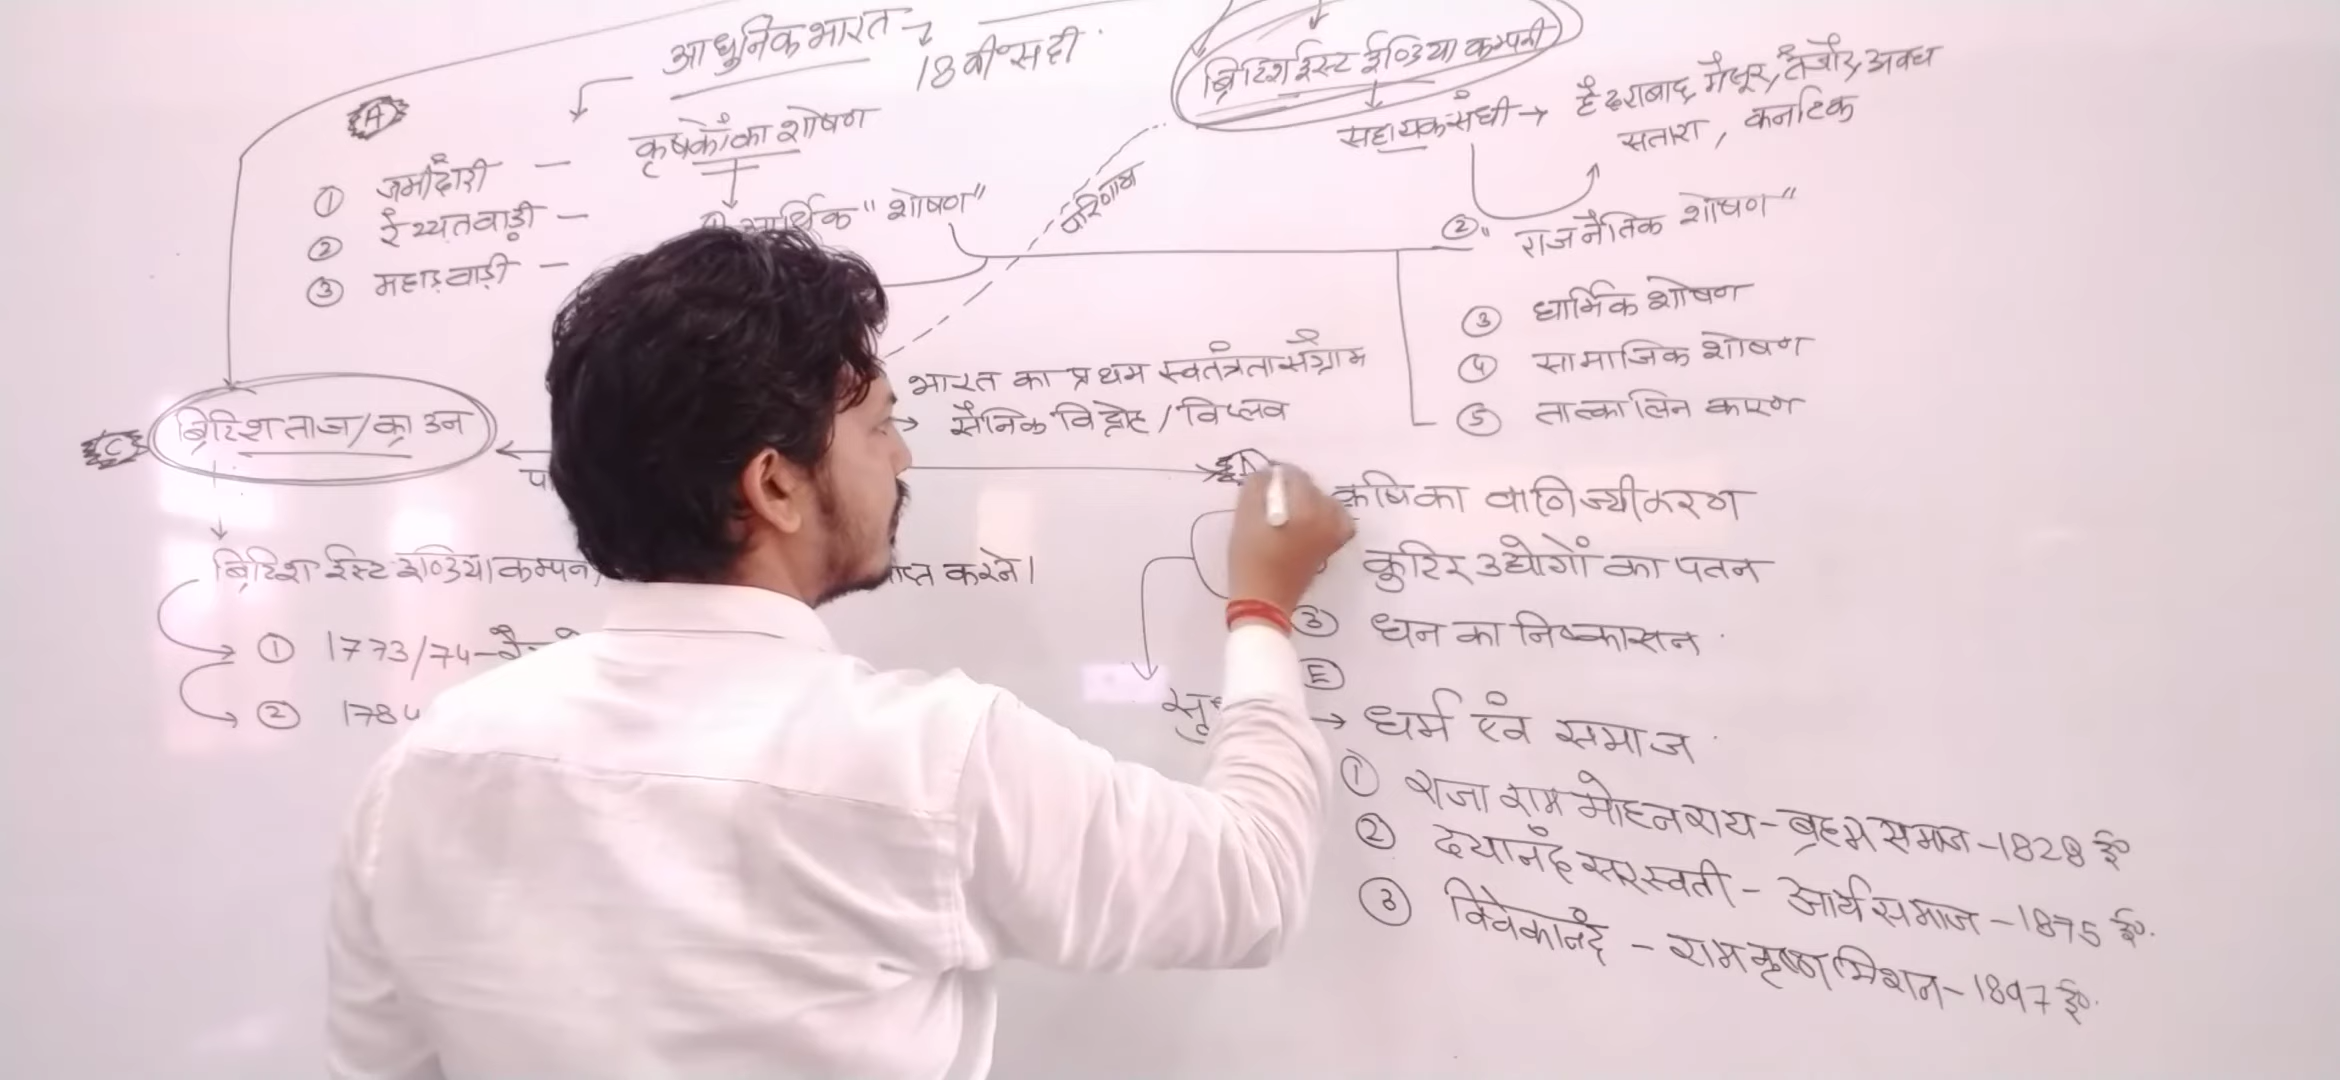 आधुनिक भारत → 18 वीं सदी
ब्रिटिश ईस्ट इण्डिया कम्पनी
(A)
कृषकों का शोषण
सहायक संधी → हैदराबाद, मैसूर, तंजौर, अवध
सतारा, कर्नाटक
① जमींदारी –
② रैय्यतवाड़ी –
③ महालवाड़ी –
आर्थिक "शोषण"
परिणाम
② "राजनैतिक शोषण"
③ धार्मिक शोषण
④ सामाजिक शोषण
⑤ तात्कालिन कारण
भारत का प्रथम स्वतंत्रता संग्राम
→ सैनिक विद्रोह / विप्लव
(C) ब्रिटिश ताज/क्राउन
कृषि का वाणिज्यीकरण
कुटिर उद्योगों का पतन
③ धन का निष्कासन
ब्रिटिश ईस्ट इण्डिया कम्पनी
करने।
① 1773/74-
② 1784
(E)
→ धर्म एंव समाज
① राजा राम मोहन राय - ब्रह्म समाज - 1828 ई०
② दयानंद सरस्वती - आर्य समाज - 1875 ई०
③ विवेकानंद - रामकृष्ण मिशन - 1897 ई०